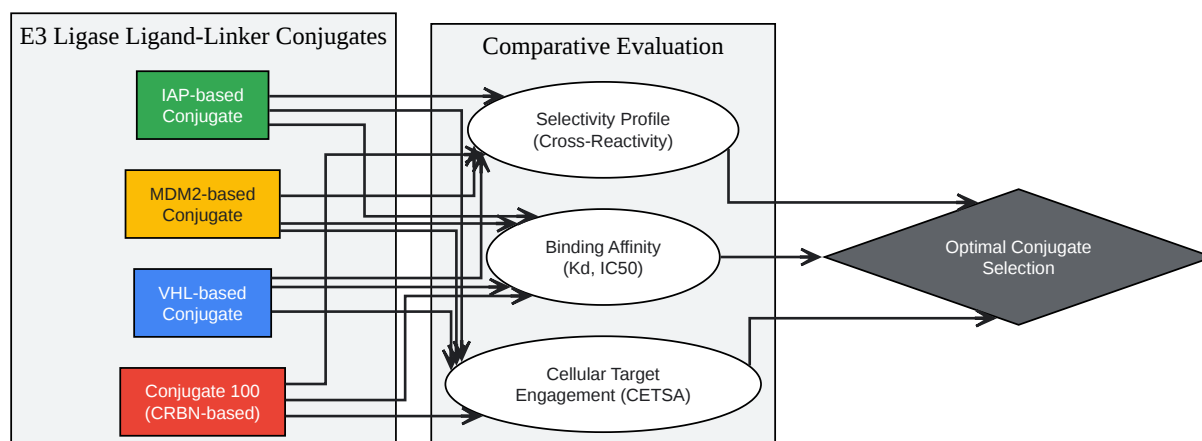 E3 Ligase Ligand-Linker Conjugates
IAP-based
Conjugate
MDM2-based
Conjugate
VHL-based
Conjugate
Conjugate 100
(CRBN-based)
Comparative Evaluation
Selectivity Profile
(Cross-Reactivity)
Binding Affinity
(Kd, IC50)
Cellular Target
Engagement (CETSA)
Optimal Conjugate
Selection